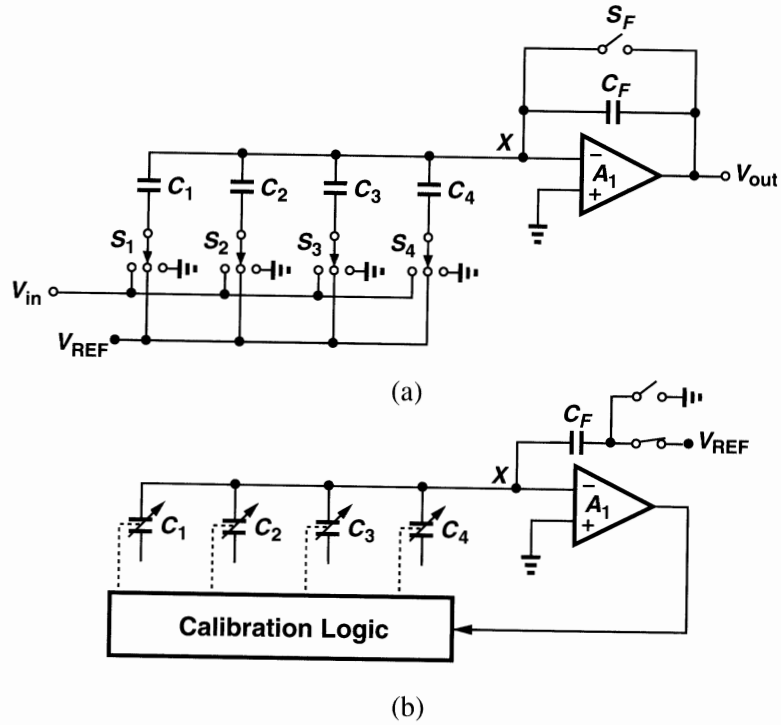 S_F
C_F
X
A_1
−
+
V_out
C_1
C_2
C_3
C_4
S_1
S_2
S_3
S_4
V_in
V_REF
(a)
C_F
V_REF
X
−
A_1
+
C_1
C_2
C_3
C_4
Calibration Logic
(b)